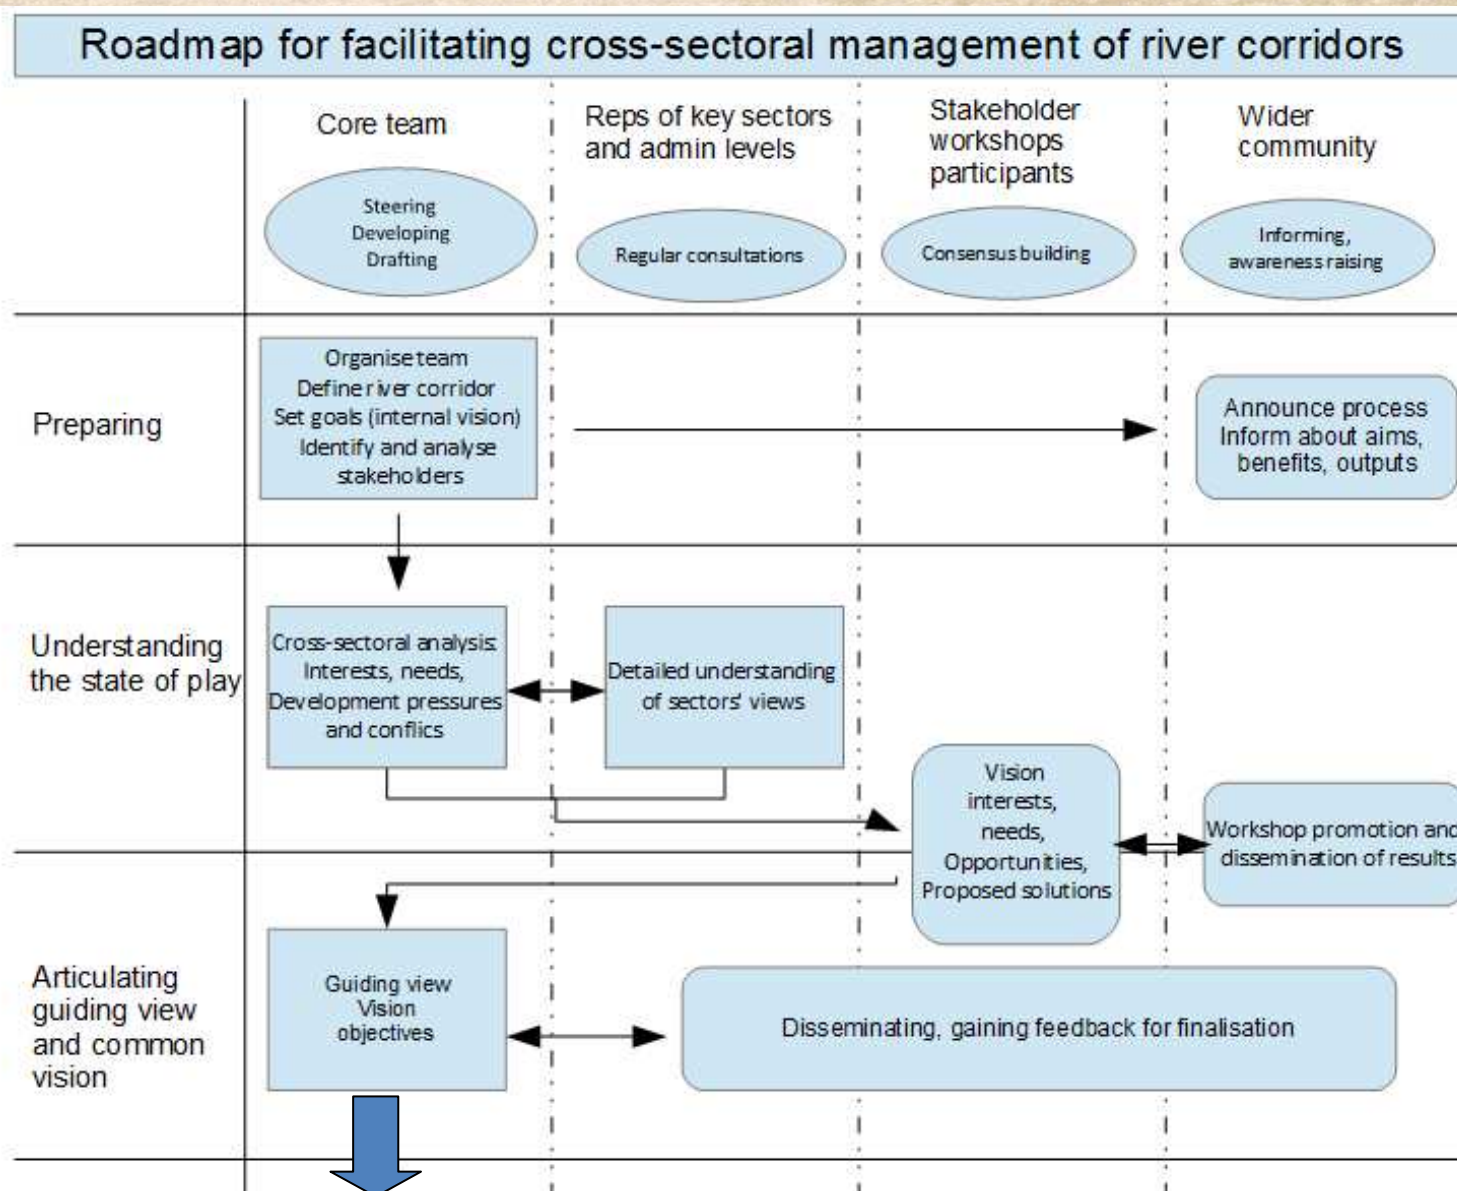 Roadmap for facilitating cross-sectoral management of river corridors
Core team
Reps of key sectors
and admin levels
Stakeholder
workshops
participants
Wider
community
Steering
Developing
Drafting
Regular consultations
Consensus building
Informing,
awareness raising
Preparing
Organise team
Define river corridor
Set goals (internal vision)
Identify and analyse
stakeholders
Announce process
Inform about aims,
benefits, outputs
Understanding
the state of play
Cross-sectoral analysis:
Interests, needs,
Development pressures
and conflics
Detailed understanding
of sectors' views
Vision
interests,
needs,
Opportunities,
Proposed solutions
Workshop promotion and
dissemination of results
Articulating
guiding view
and common
vision
Guiding view
Vision
objectives
Disseminating, gaining feedback for finalisation